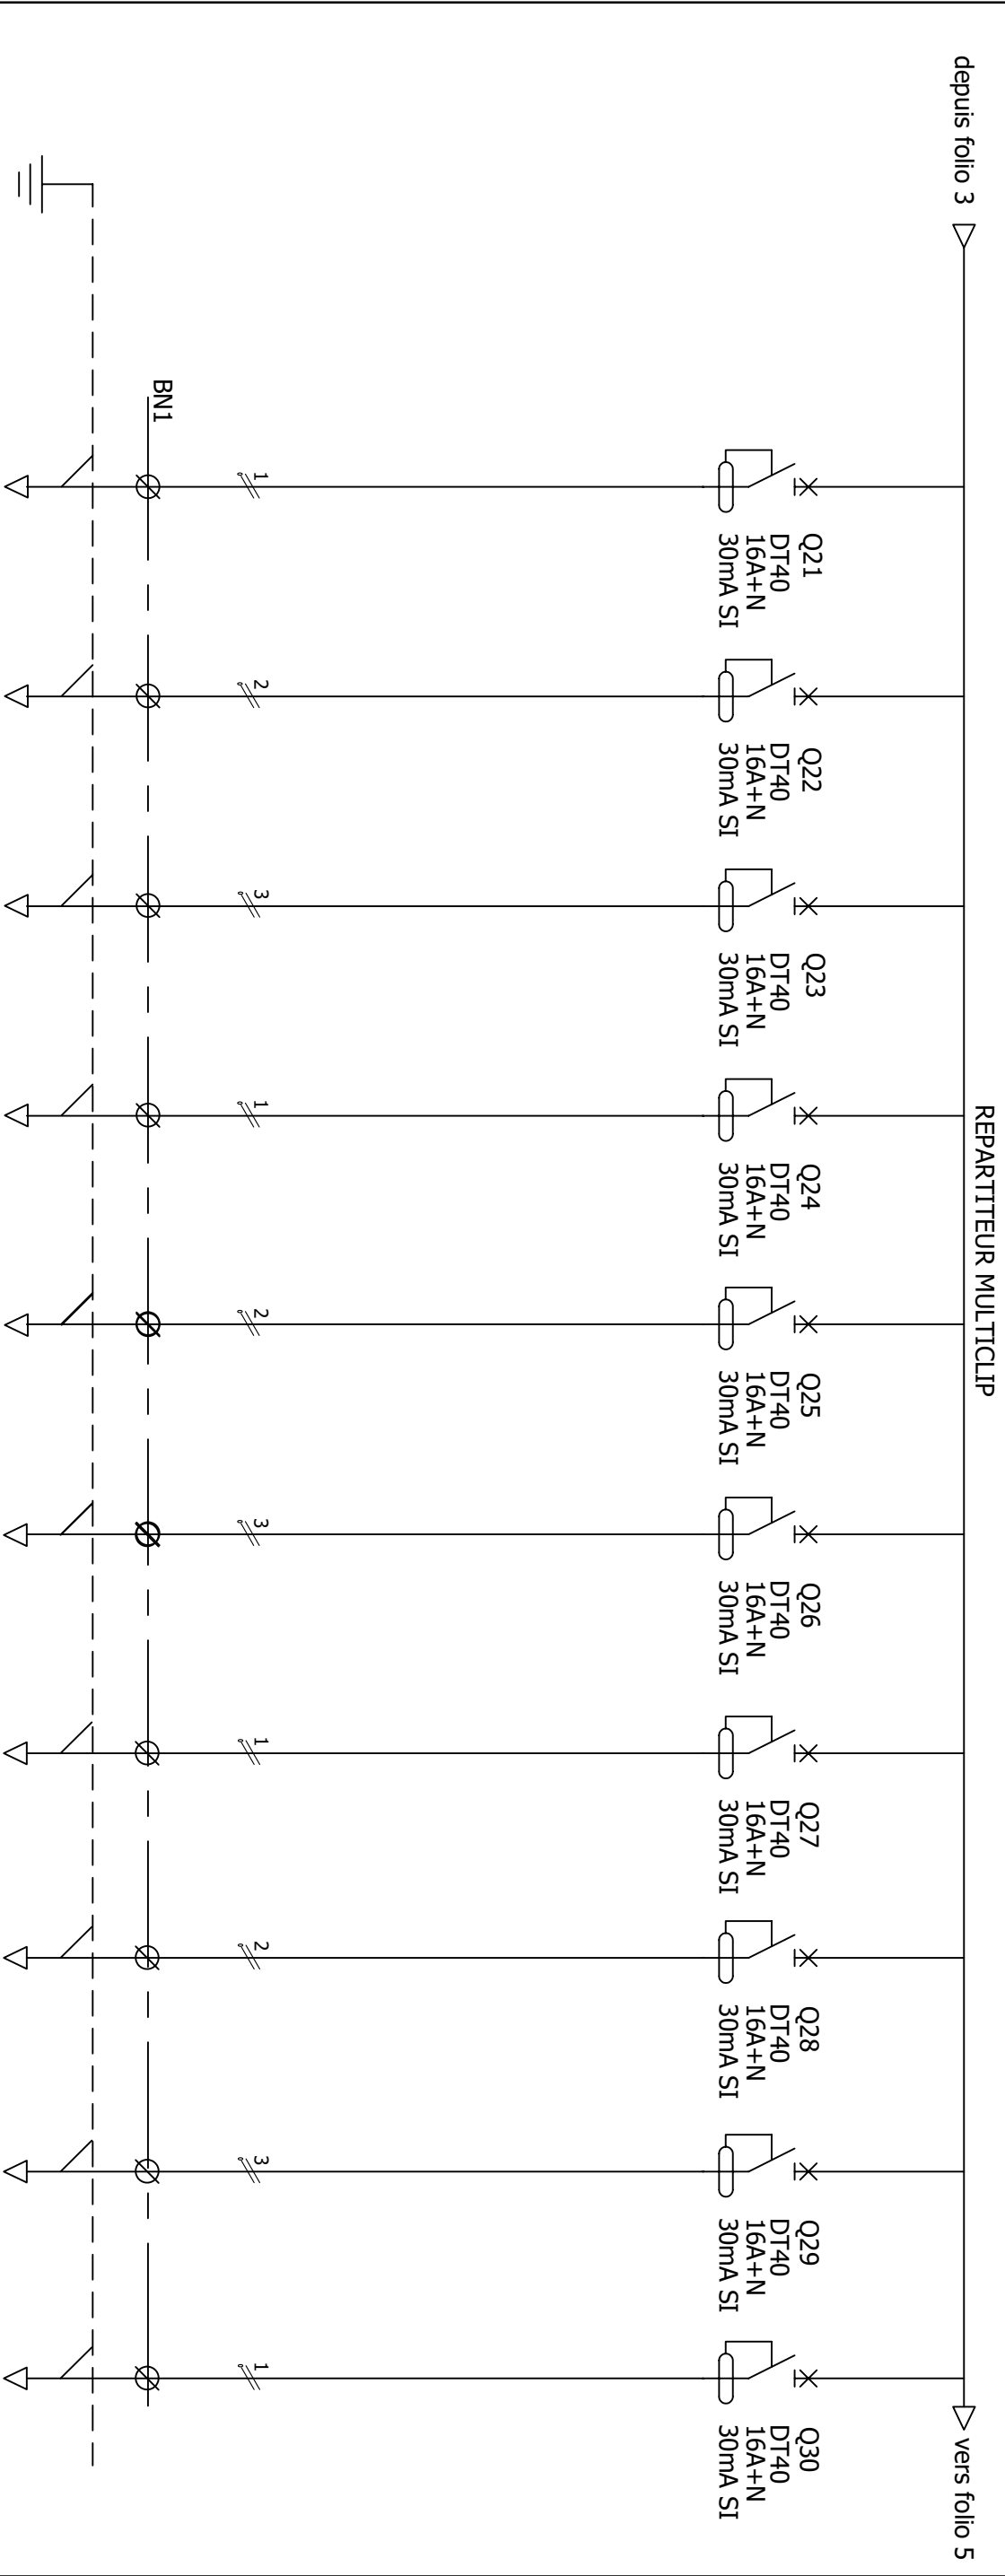 depuis folio 3
REPARTITEUR MULTICLIP
vers folio 5
Q21
DT40
16A+N
30mA SI
Q22
DT40
16A+N
30mA SI
Q23
DT40
16A+N
30mA SI
Q24
DT40
16A+N
30mA SI
Q25
DT40
16A+N
30mA SI
Q26
DT40
16A+N
30mA SI
Q27
DT40
16A+N
30mA SI
Q28
DT40
16A+N
30mA SI
Q29
DT40
16A+N
30mA SI
Q30
DT40
16A+N
30mA SI
1
2
3
1
2
3
1
2
3
1
BN1